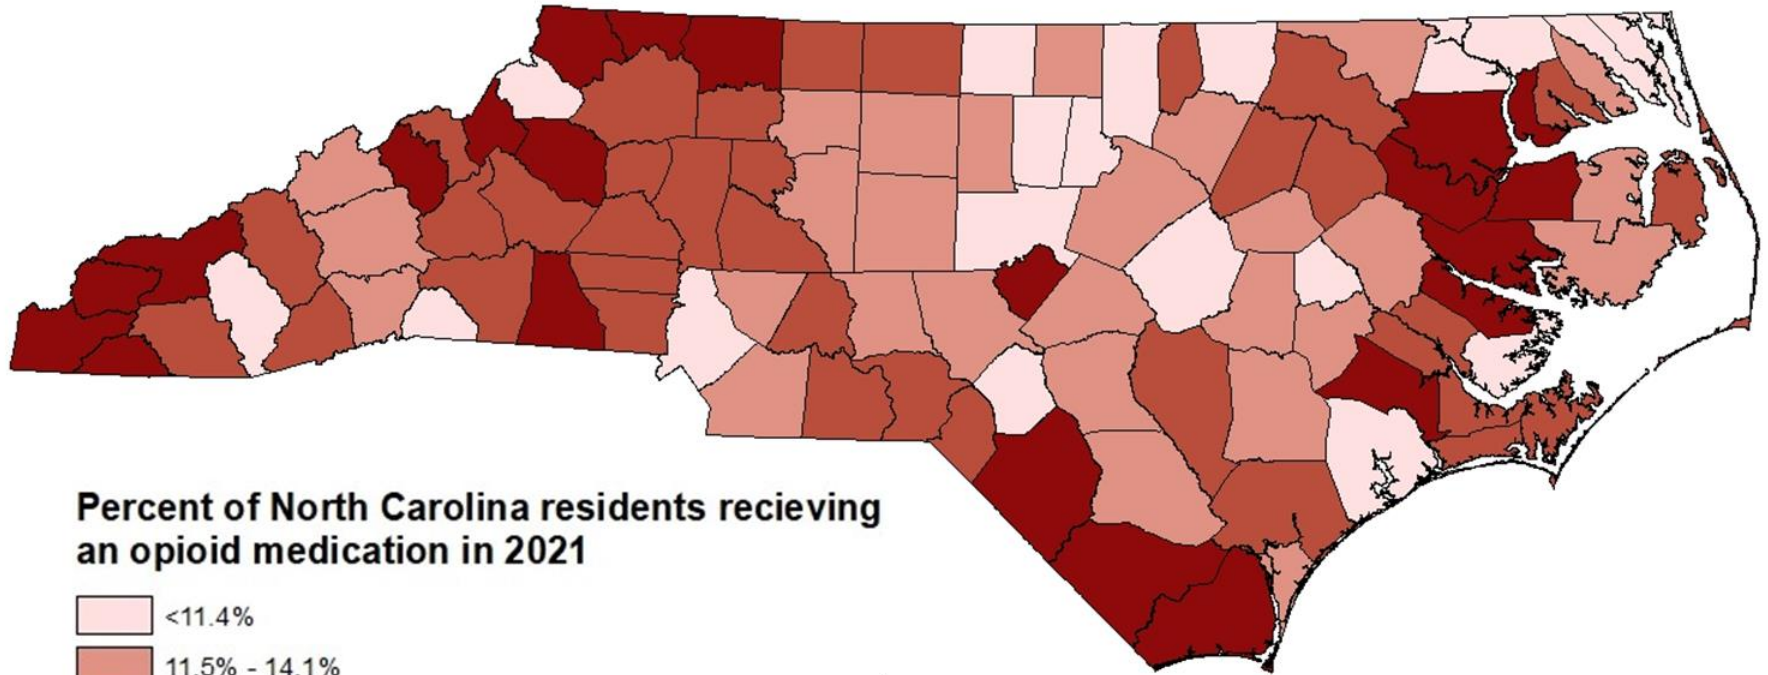 Percent of North Carolina residents recieving
an opioid medication in 2021
<11.4%
11.5% - 14.1%